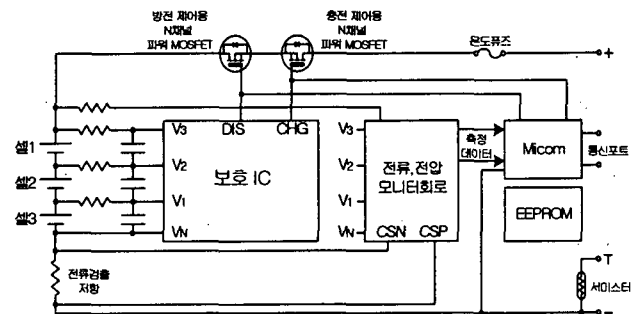 방전 제어용
N채널
파워 MOSFET
충전 제어용
N채널
파워 MOSFET
온도퓨즈
+
셀1
셀2
셀3
V3
V2
V1
VN
DIS
CHG
보호 IC
V3
V2
V1
VN
전류, 전압
모니터회로
CSN
CSP
측정
데이터
Micom
통신포트
EEPROM
전류검출
저항
T
서미스터
-